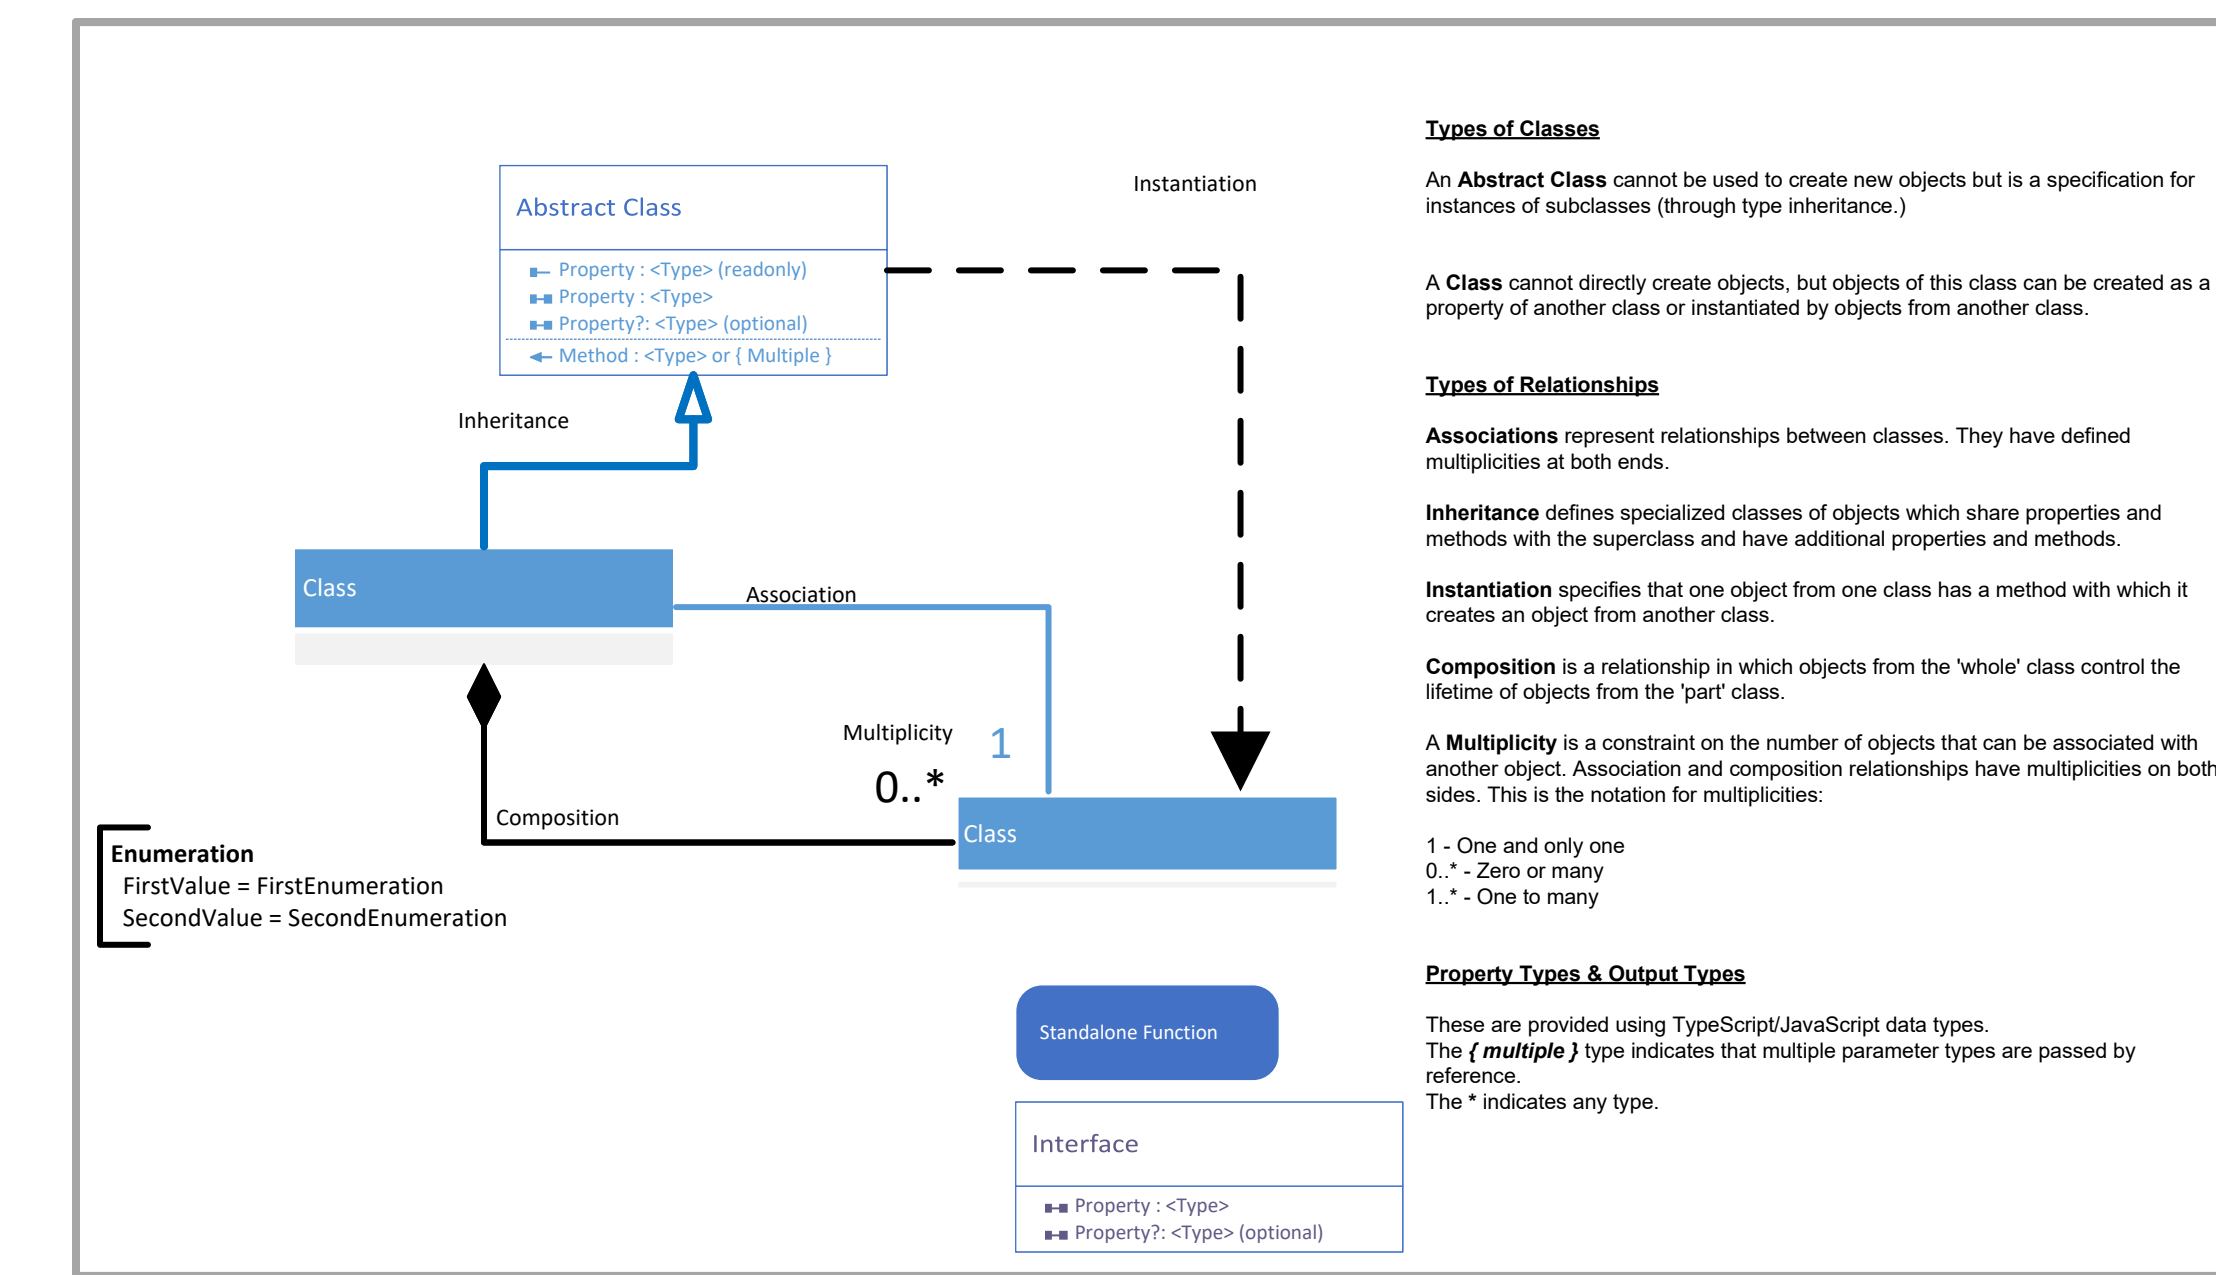 Instantiation
Abstract Class
Property : <Type> (readonly)
Property : <Type>
Property?: <Type> (optional)
Method : <Type> or { Multiple }
Inheritance
Class
Association
Multiplicity
1
0..*
Composition
Class
Enumeration
FirstValue = FirstEnumeration
SecondValue = SecondEnumeration
Standalone Function
Interface
Property : <Type>
Property?: <Type> (optional)
Types of Classes
An Abstract Class cannot be used to create new objects but is a specification for
instances of subclasses (through type inheritance.)
A Class cannot directly create objects, but objects of this class can be created as a
property of another class or instantiated by objects from another class.
Types of Relationships
Associations represent relationships between classes. They have defined
multiplicities at both ends.
Inheritance defines specialized classes of objects which share properties and
methods with the superclass and have additional properties and methods.
Instantiation specifies that one object from one class has a method with which it
creates an object from another class.
Composition is a relationship in which objects from the 'whole' class control the
lifetime of objects from the 'part' class.
A Multiplicity is a constraint on the number of objects that can be associated with
another object. Association and composition relationships have multiplicities on both
sides. This is the notation for multiplicities:
1 - One and only one
0..* - Zero or many
1..* - One to many
Property Types & Output Types
These are provided using TypeScript/JavaScript data types.
The { multiple } type indicates that multiple parameter types are passed by
reference.
The * indicates any type.